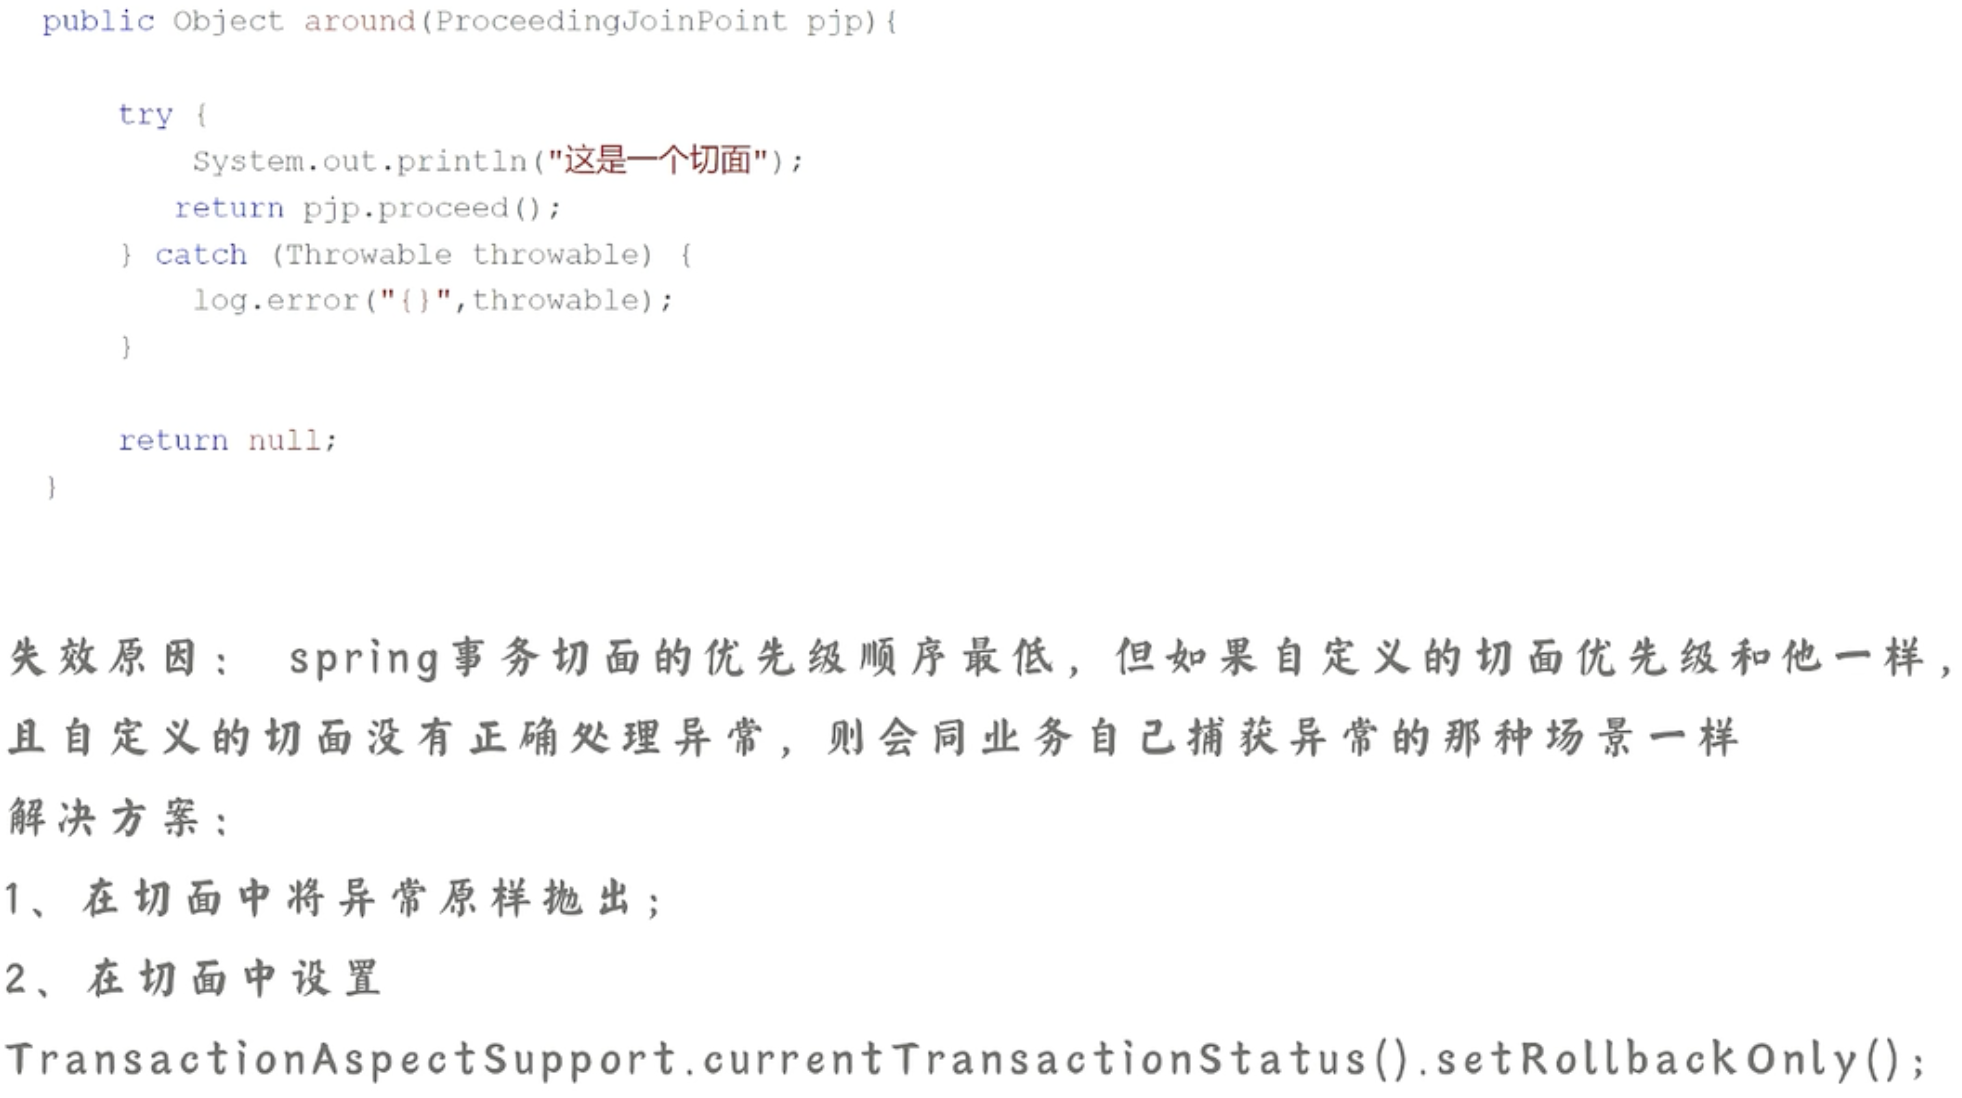 public Object around(ProceedingJoinPoint pjp){
try {
System.out.println("这是一个切面");
return pjp.proceed();
} catch (Throwable throwable) {
log.error("{}",throwable);
}
return null;
}
失效原因： spring事务切面的优先级顺序最低，但如果自定义的切面优先级和他一样，
且自定义的切面没有正确处理异常，则会同业务自己捕获异常的那种场景一样
解决方案：
1、在切面中将异常原样抛出；
2、在切面中设置
TransactionAspectSupport.currentTransactionStatus().setRollbackOnly();